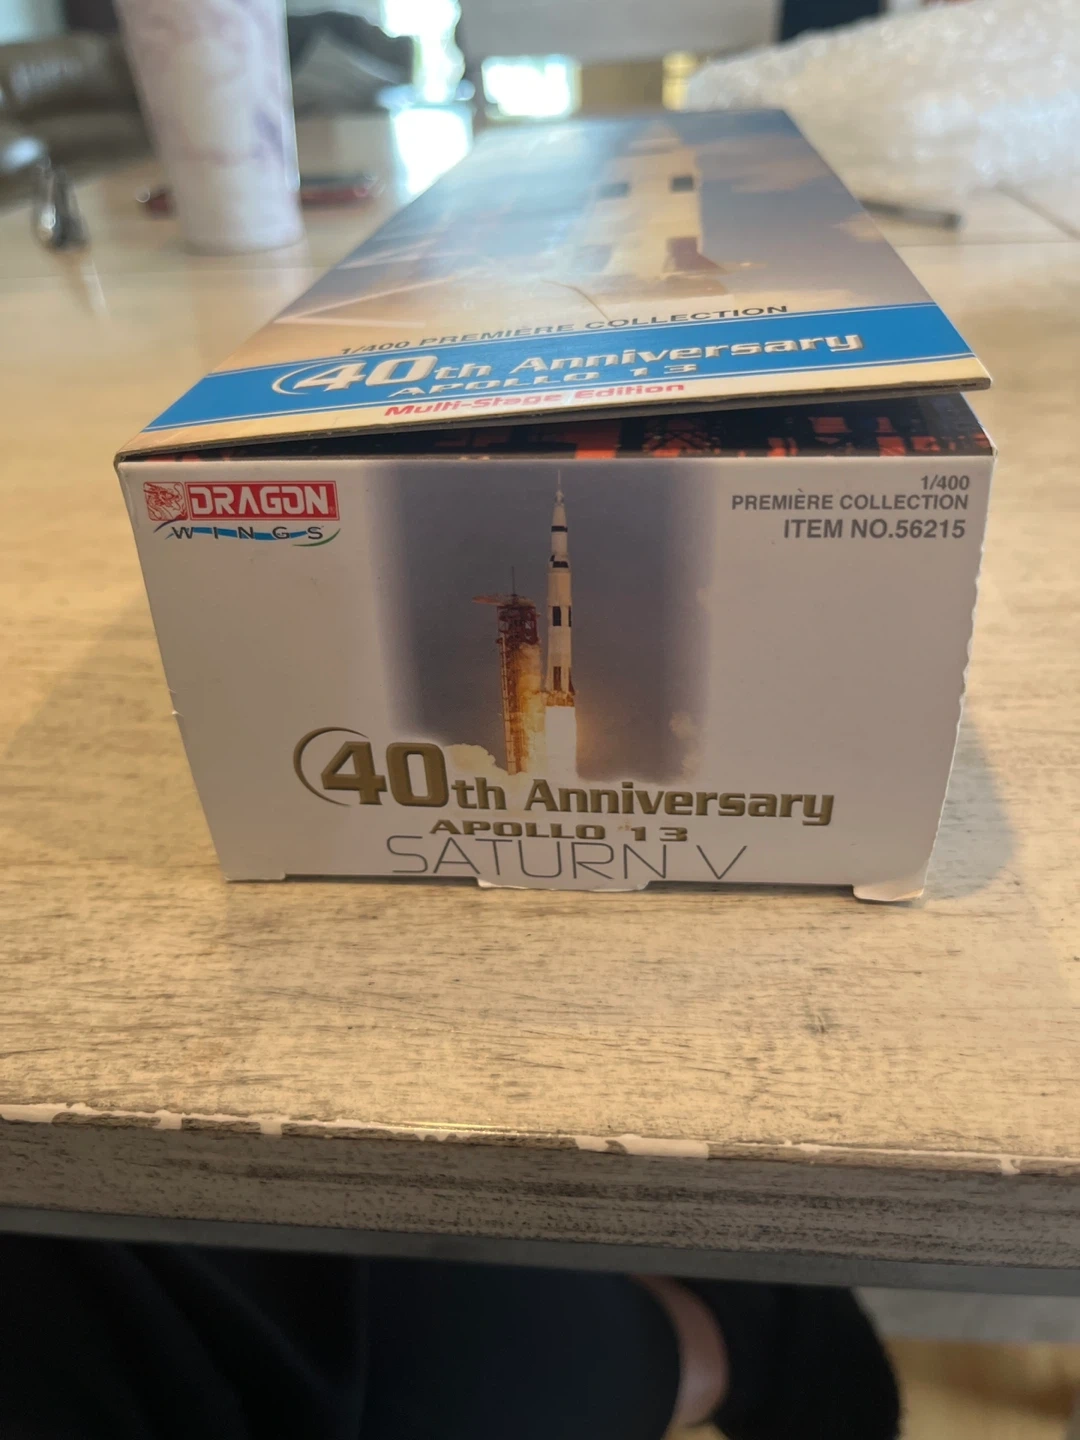 1/400 PREMIÈRE COLLECTION
40th Anniversary
APOLLO 13
Multi-Stage Edition
DRAGON
WINGS
1/400
PREMIÈRE COLLECTION
ITEM NO.56215
40th Anniversary
APOLLO 13
SATURN V